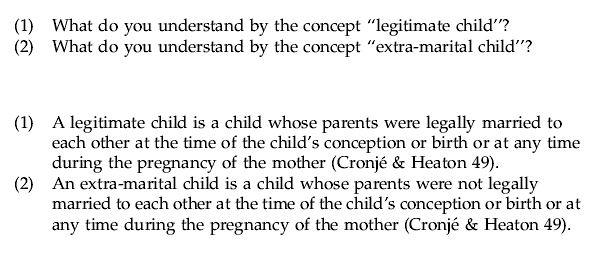 (1) What do you understand by the concept “legitimate child”?
(2) What do you understand by the concept “extra-marital child”?
(1) A legitimate child is a child whose parents were legally married to
each other at the time of the child’s conception or birth or at any time
during the pregnancy of the mother (Cronjé & Heaton 49).
(2) An extra-marital child is a child whose parents were not legally
married to each other at the time of the child’s conception or birth or at
any time during the pregnancy of the mother (Cronjé & Heaton 49).